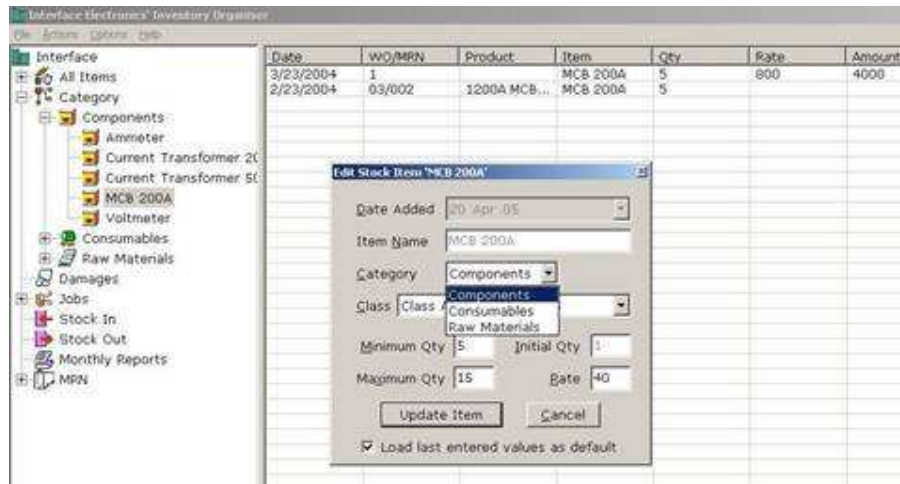 Interface Electronics' Inventory Organiser
File Actions Options Help
Interface
All Items
Category
Components
Ammeter
Current Transformer 20
Current Transformer 50
MCB 200A
Voltmeter
Consumables
Raw Materials
Damages
Jobs
Stock In
Stock Out
Monthly Reports
MRN
Date WO/MRN Product Item Qty Rate Amount
3/23/2004 1 MCB 200A 5 800 4000
2/23/2004 03/002 1200A MCB... MCB 200A 5
Edit Stock Item 'MCB 200A'
Date Added 20 Apr 05
Item Name MCB 200A
Category Components
Components
Class Class A
Consumables
Raw Materials
Minimum Qty 5 Initial Qty 1
Maximum Qty 15 Rate 40
Update Item Cancel
Load last entered values as default